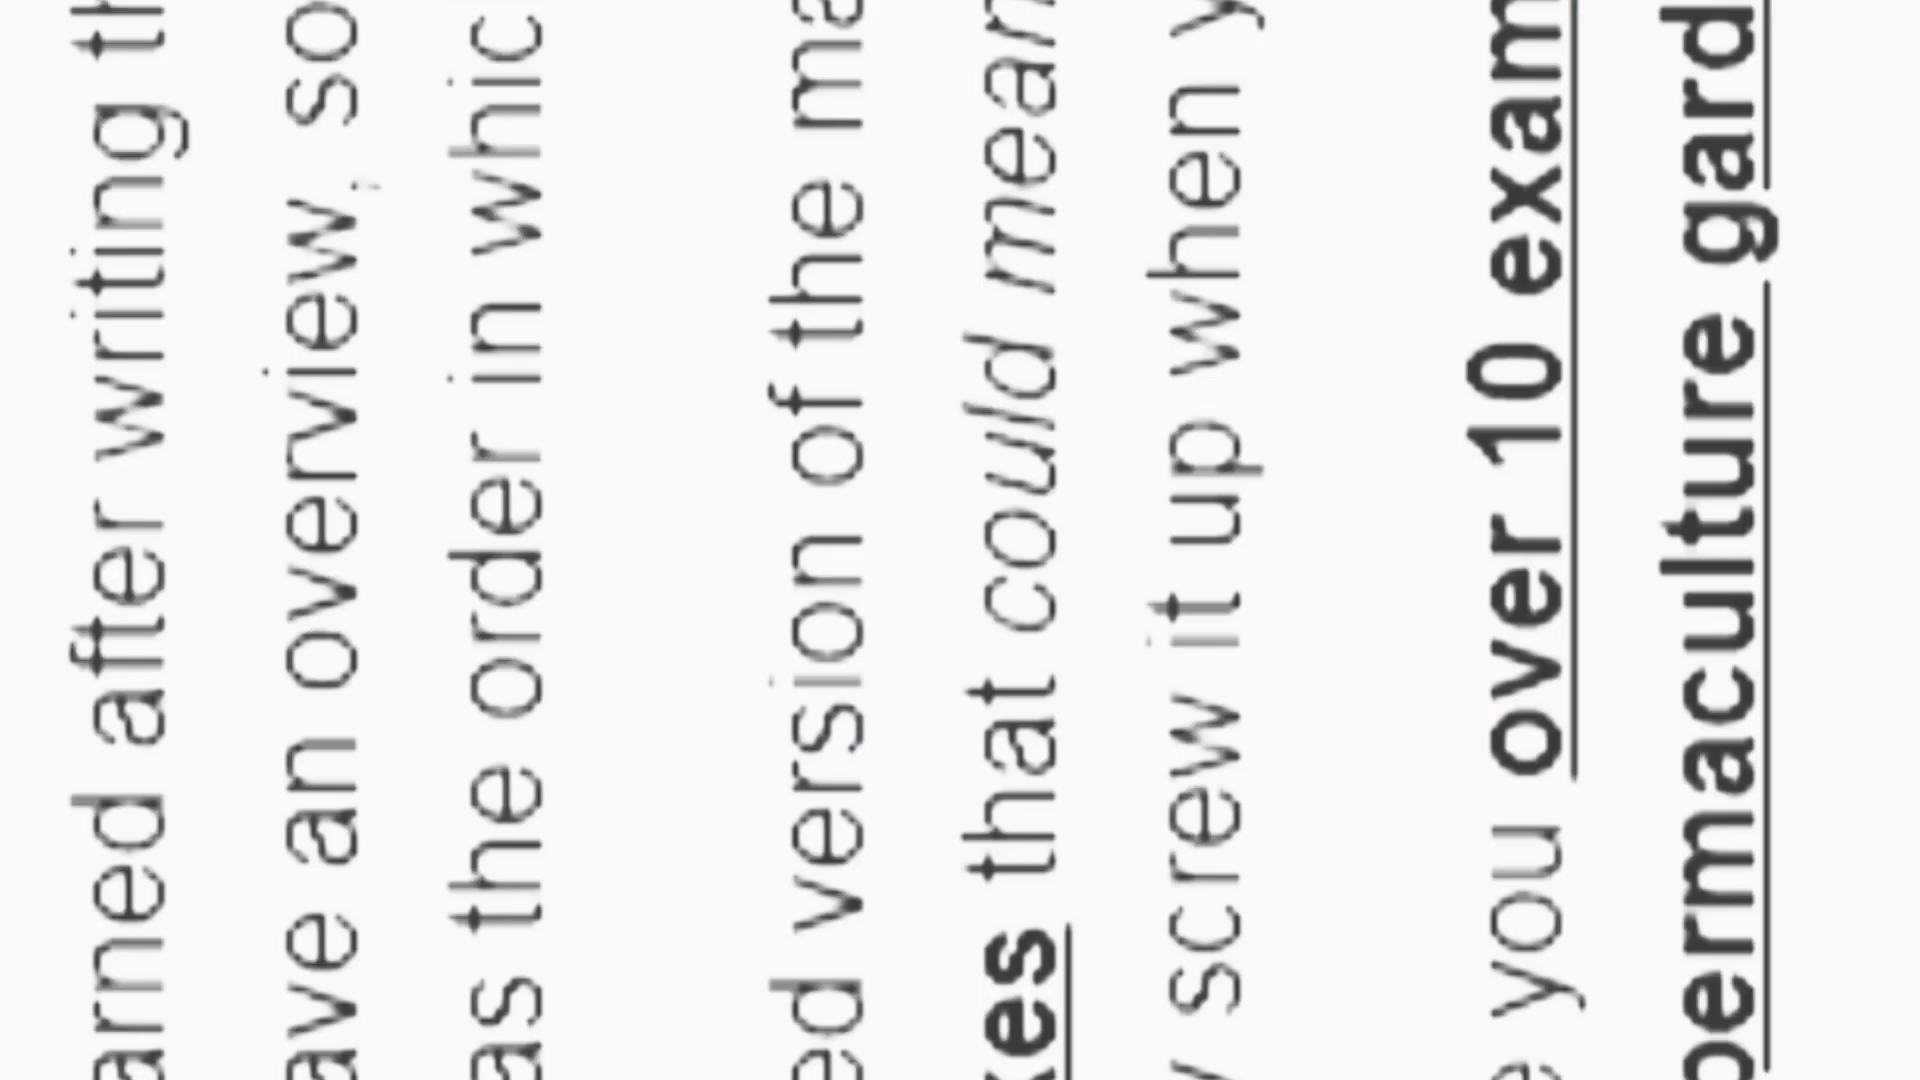 arned after writing th
ave an overview, so
as the order in whic
ed version of the ma
kes that could mean
y screw it up when y
e you over 10 exam
permaculture gard